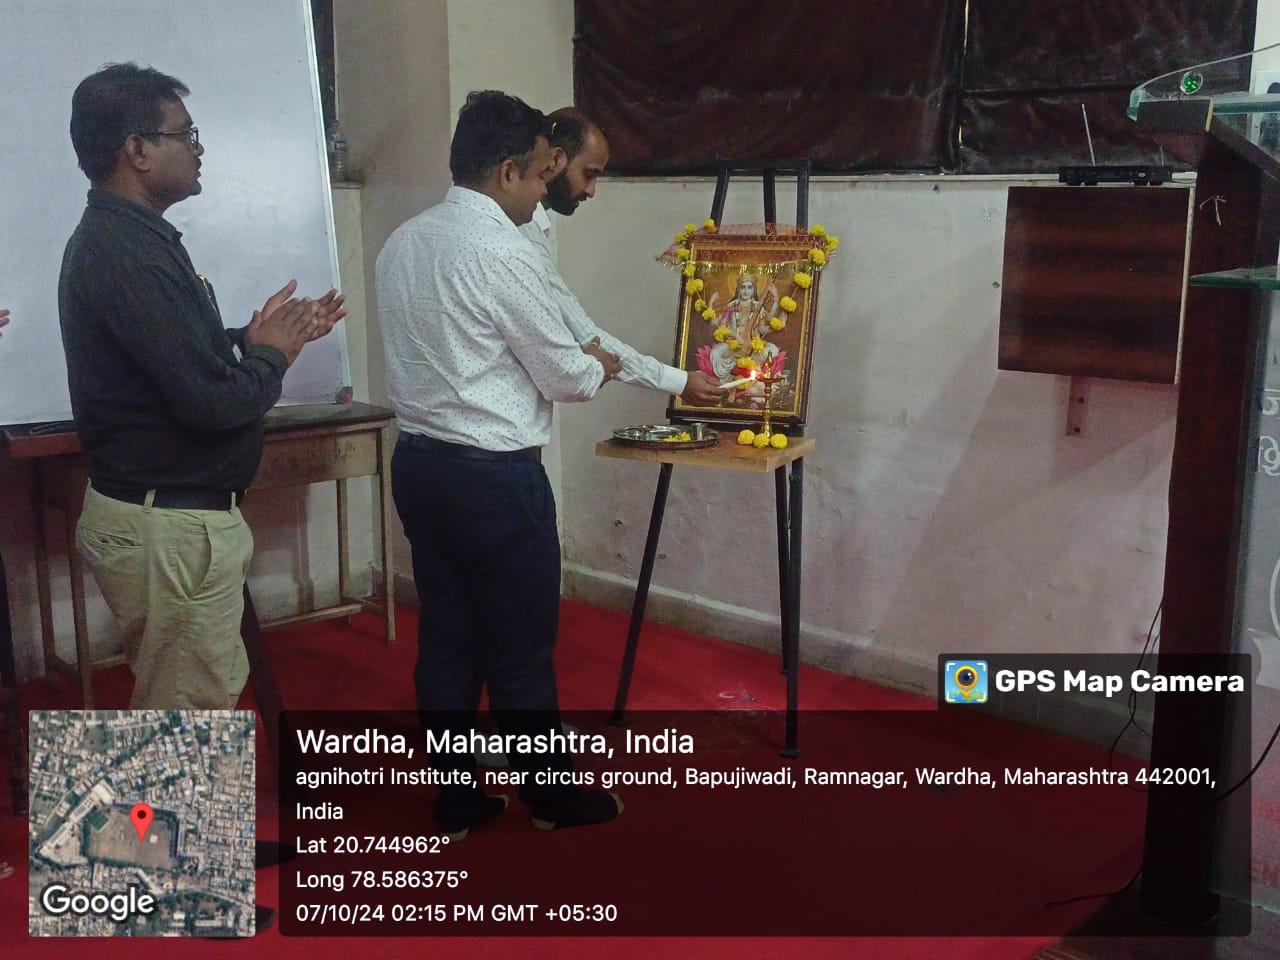 GPS Map Camera
Wardha, Maharashtra, India
agnihotri Institute, near circus ground, Bapujiwadi, Ramnagar, Wardha, Maharashtra 442001,
India
Lat 20.744962°
Long 78.586375°
07/10/24 02:15 PM GMT +05:30
Google